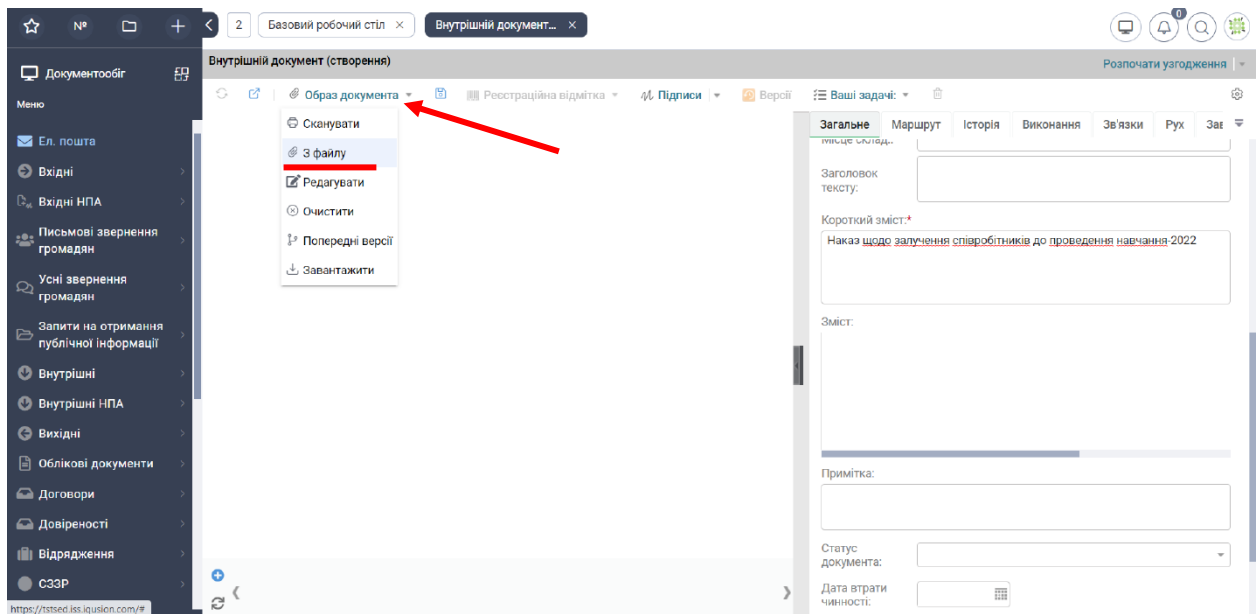 Nº
2
Базовий робочий стіл ×
Внутрішній документ... ×
0
Документообіг
Внутрішній документ (створення)
Розпочати узгодження
Меню
Образ документа
Реєстраційна відмітка
Підписи
Версії
Ваші задачі:
Ел. пошта
Вхідні
Вхідні НПА
Письмові звернення
громадян
Усні звернення
громадян
Запити на отримання
публічної інформації
Внутрішні
Внутрішні НПА
Вихідні
Облікові документи
Договори
Довіреності
Відрядження
СЗЗР
https://tstsed.iss.iqusion.com/#
Сканувати
З файлу
Редагувати
Очистити
Попередні версії
Завантажити
Загальне Маршрут Історія Виконання Зв'язки Рух Заг
Місце склад.:
Заголовок
тексту:
Короткий зміст:*
Наказ щодо залучення співробітників до проведення навчання-2022
Зміст:
Примітка:
Статус
документа:
Дата втрати
чинності: